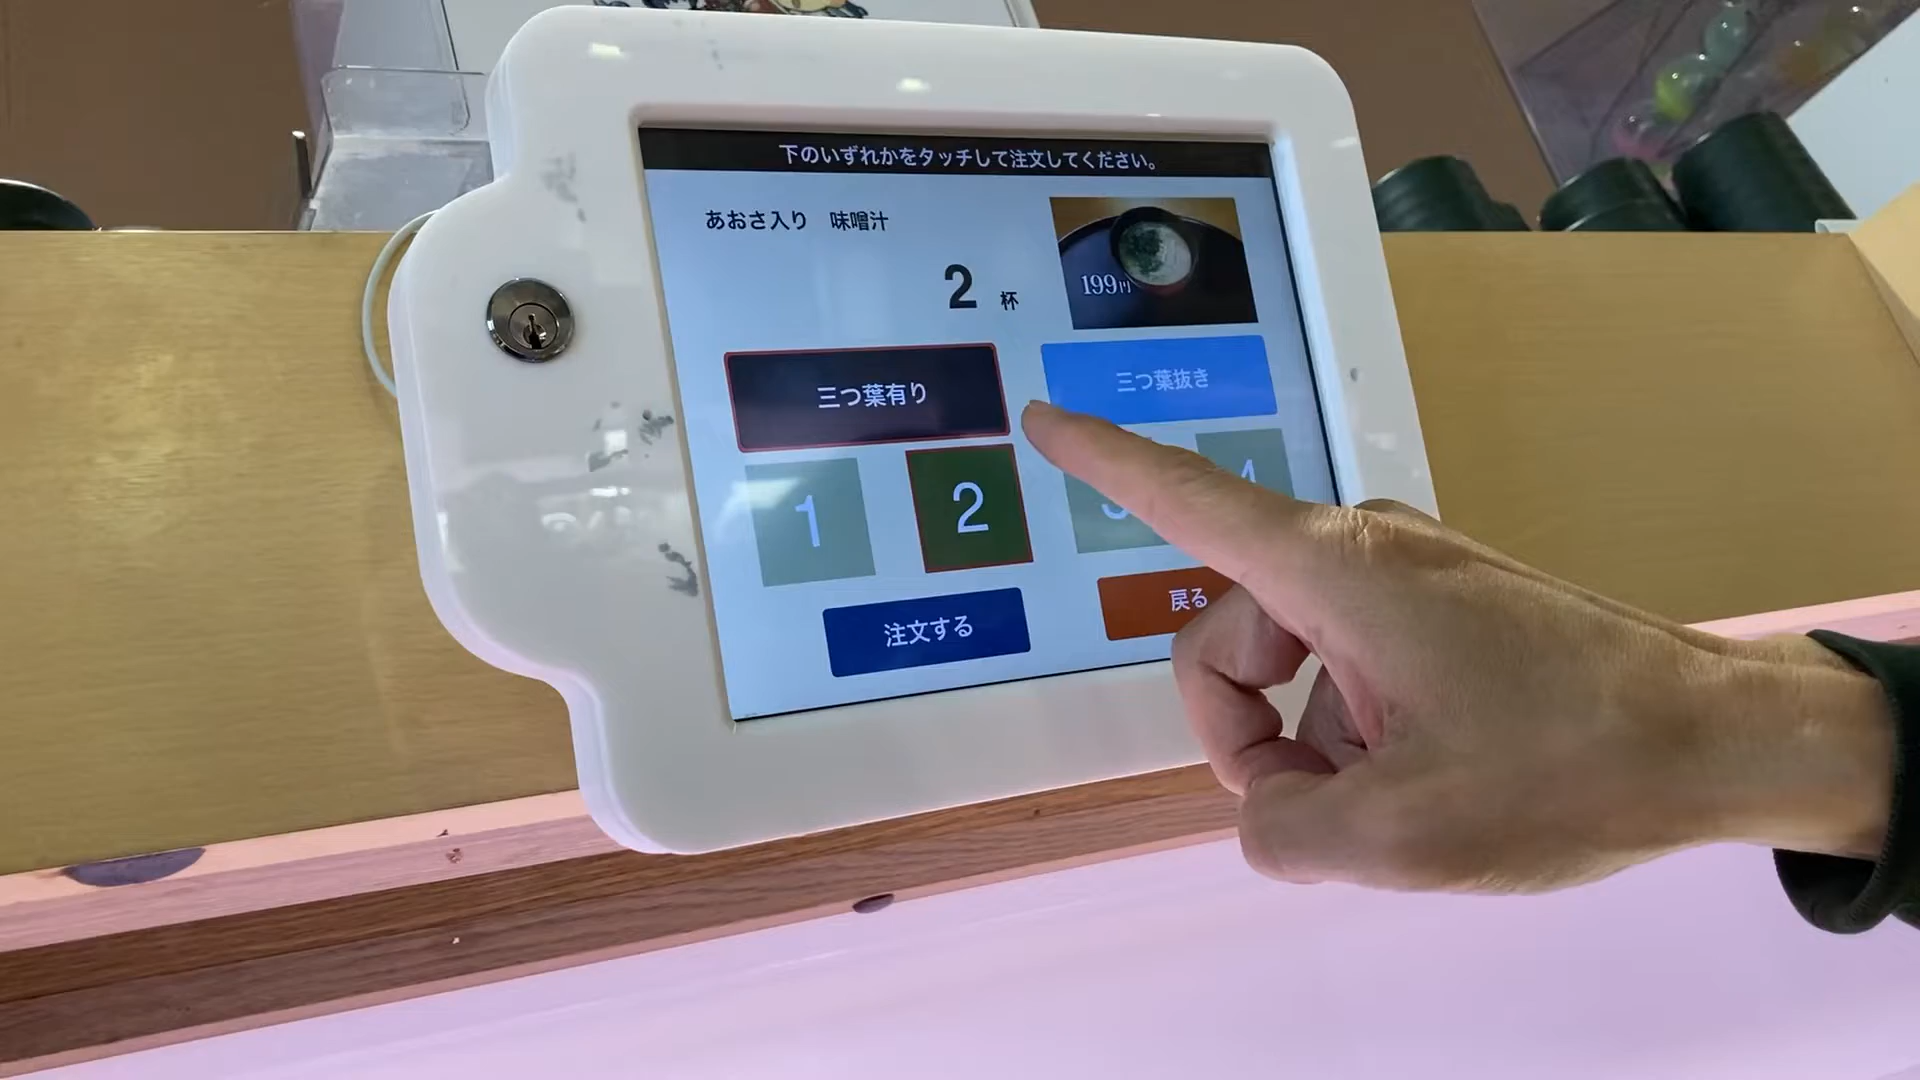 下のいずれかをタッチして注文してください。
あおさ入り 味噌汁
2 杯
199円
三つ葉有り
三つ葉抜き
1
2
3
4
注文する
戻る